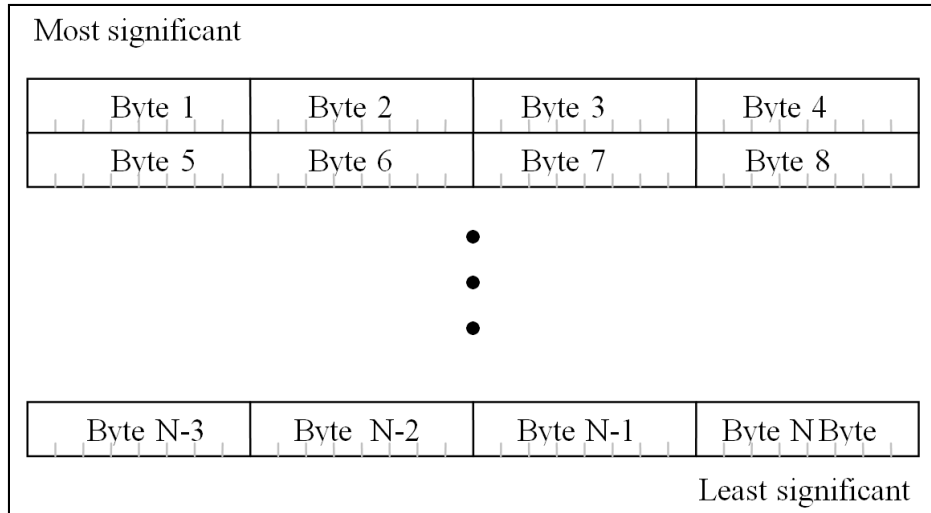 Most significant
Byte 1 Byte 2 Byte 3 Byte 4
Byte 5 Byte 6 Byte 7 Byte 8
Byte N-3 Byte N-2 Byte N-1 Byte N Byte
Least significant